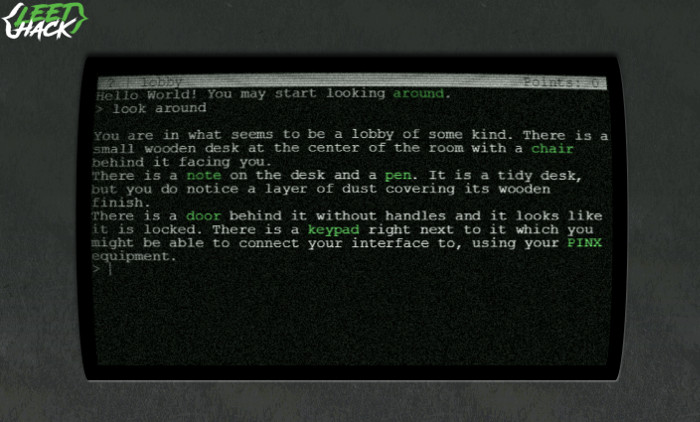 {LEET
HACK}
? | lobby Points: 0
Hello World! You may start looking around.
> look around
You are in what seems to be a lobby of some kind. There is a
small wooden desk at the center of the room with a chair
behind it facing you.
There is a note on the desk and a pen. It is a tidy desk,
but you do notice a layer of dust covering its wooden
finish.
There is a door behind it without handles and it looks like
it is locked. There is a keypad right next to it which you
might be able to connect your interface to, using your PINX
equipment.
>